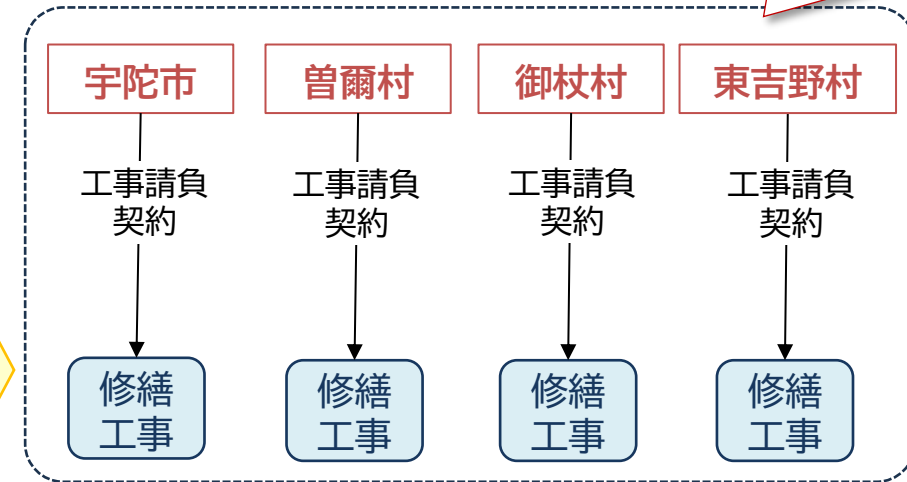 宇陀市
曽爾村
御杖村
東吉野村
工事請負
契約
工事請負
契約
工事請負
契約
工事請負
契約
修繕
工事
修繕
工事
修繕
工事
修繕
工事